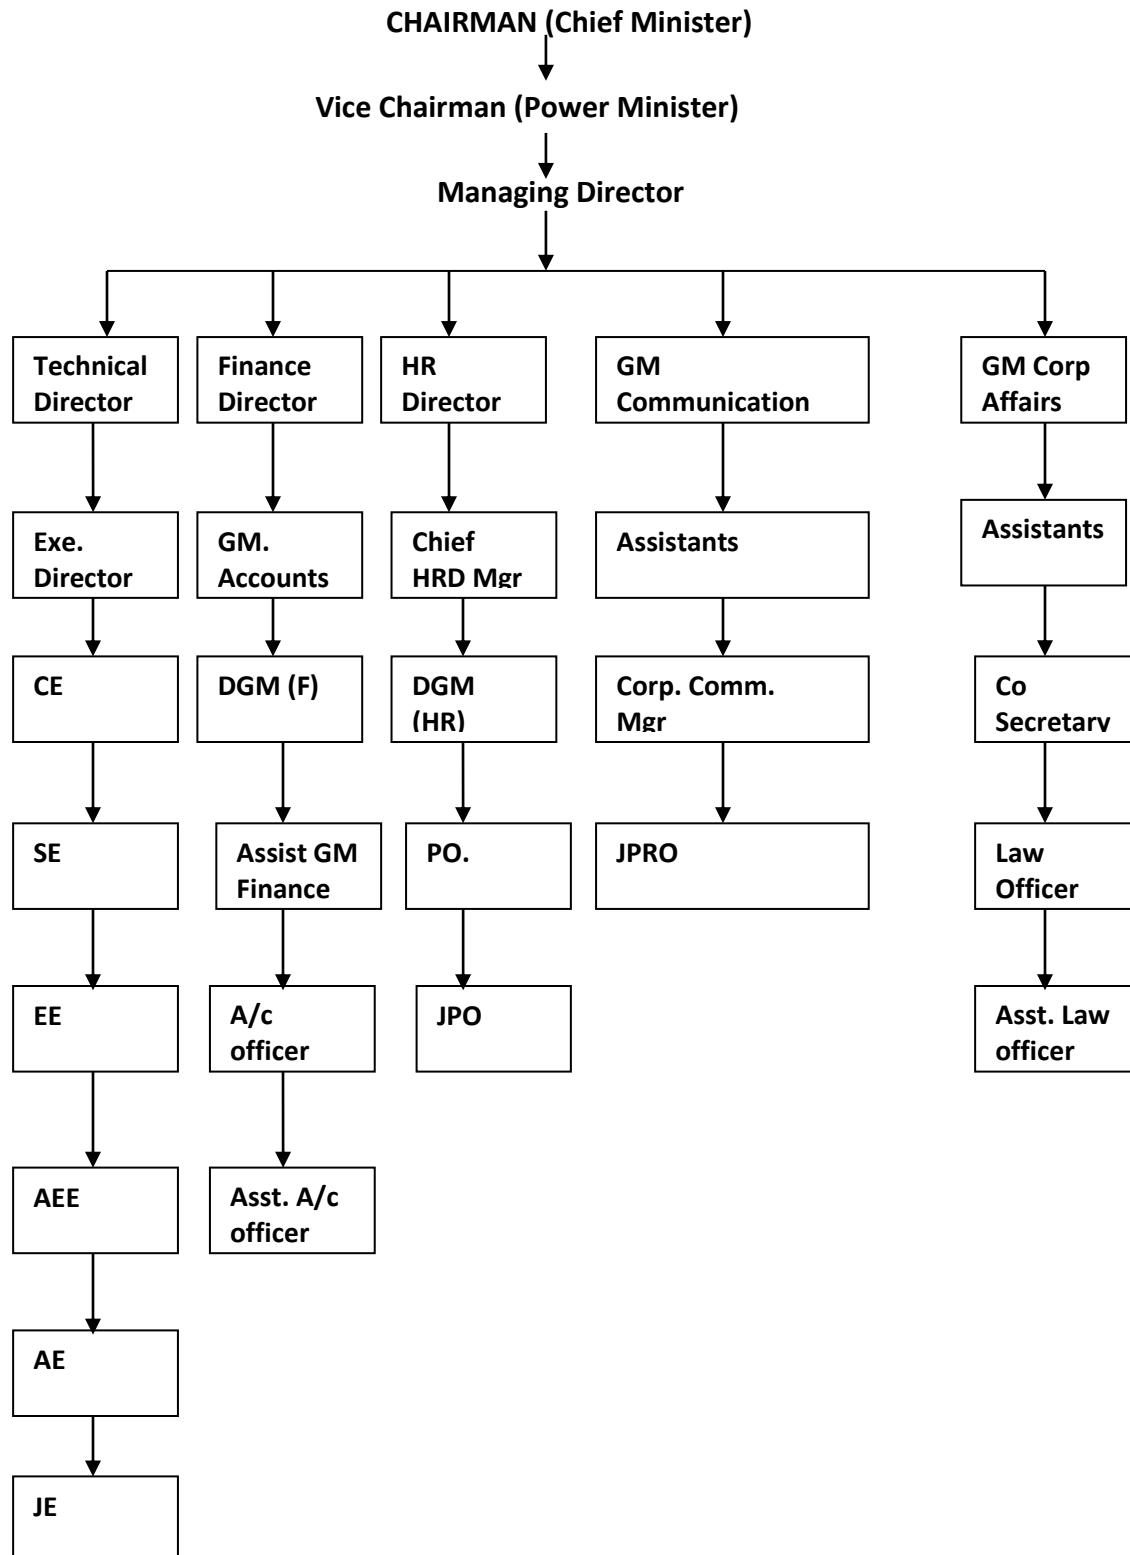 CHAIRMAN (Chief Minister)
Vice Chairman (Power Minister)
Managing Director
Technical
Director
Finance
Director
HR
Director
GM
Communication
GM Corp
Affairs
Exe.
Director
GM.
Accounts
Chief
HRD Mgr
Assistants
Assistants
CE
DGM (F)
DGM
(HR)
Corp. Comm.
Mgr
Co
Secretary
SE
Assist GM
Finance
PO.
JPRO
Law
Officer
EE
A/c
officer
JPO
Asst. Law
officer
AEE
Asst. A/c
officer
AE
JE